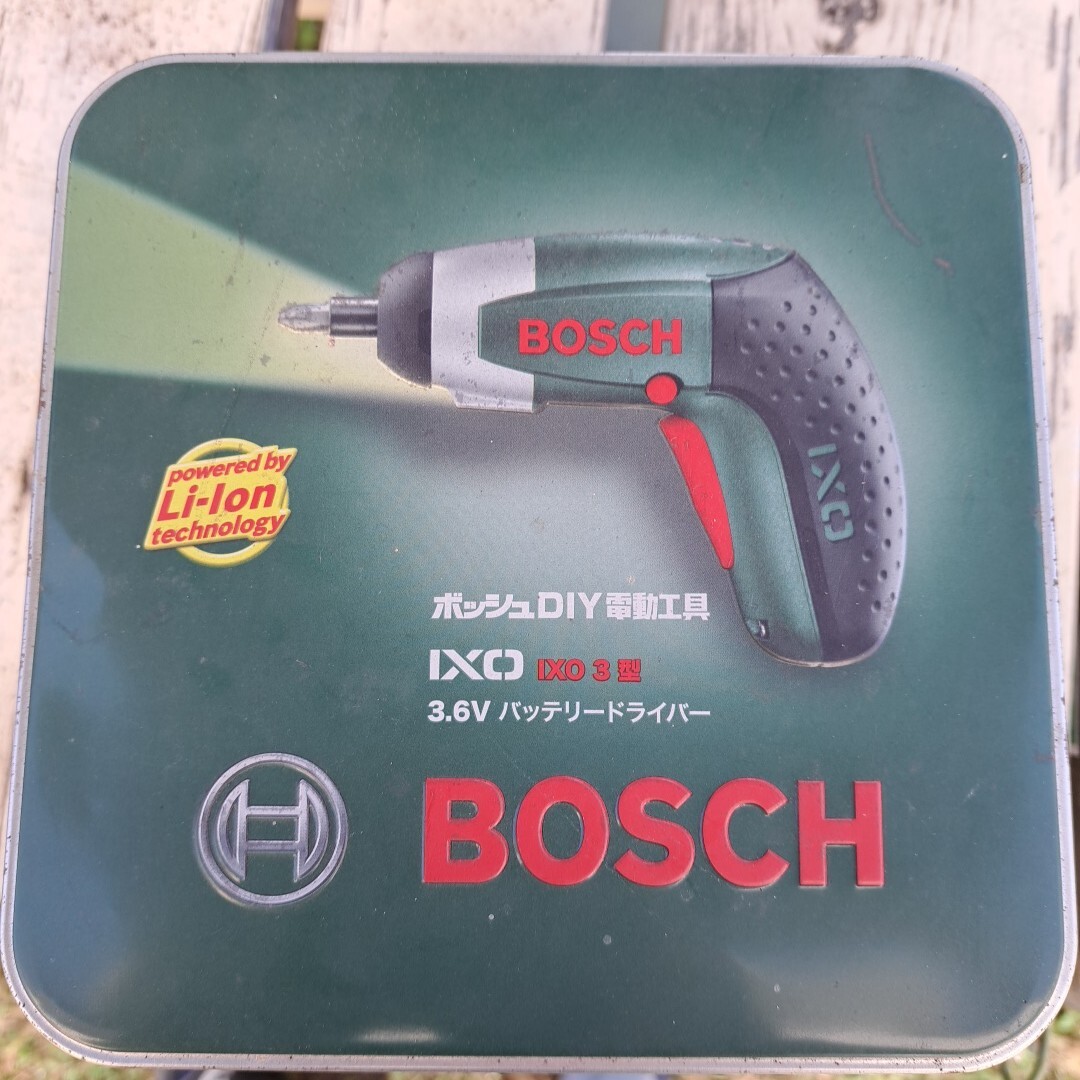 BOSCH
IXO
powered by
Li-Ion
technology
ボッシュDIY電動工具
IXO IXO 3 型
3.6V バッテリードライバー
BOSCH